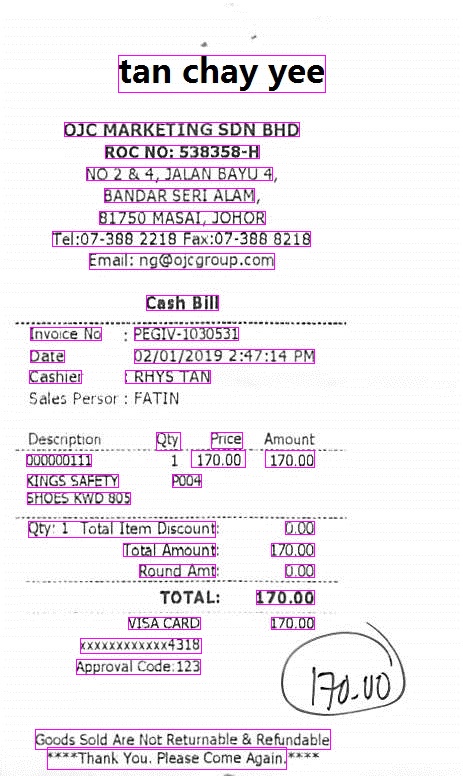 tan chay yee
OJC MARKETING SDN BHD
ROC NO: 538358-H
NO 2 & 4, JALAN BAYU 4,
BANDAR SERI ALAM,
81750 MASAI, JOHOR
Tel:07-388 2218 Fax:07-388 8218
Email: ng@ojcgroup.com
Cash Bill
Invoice No : PEGIV-1030531
Date 02/01/2019 2:47:14 PM
Cashier : RHYS TAN
Sales Persor : FATIN
Description Qty Price Amount
000000111 1 170.00 170.00
KINGS SAFETY P004
SHOES KWD 805
Qty: 1 Total Item Discount: 0.00
Total Amount: 170.00
Round Amt: 0.00
TOTAL: 170.00
VISA CARD 170.00
xxxxxxxxxxxx4318
Approval Code:123
170.00
Goods Sold Are Not Returnable & Refundable
****Thank You. Please Come Again.****